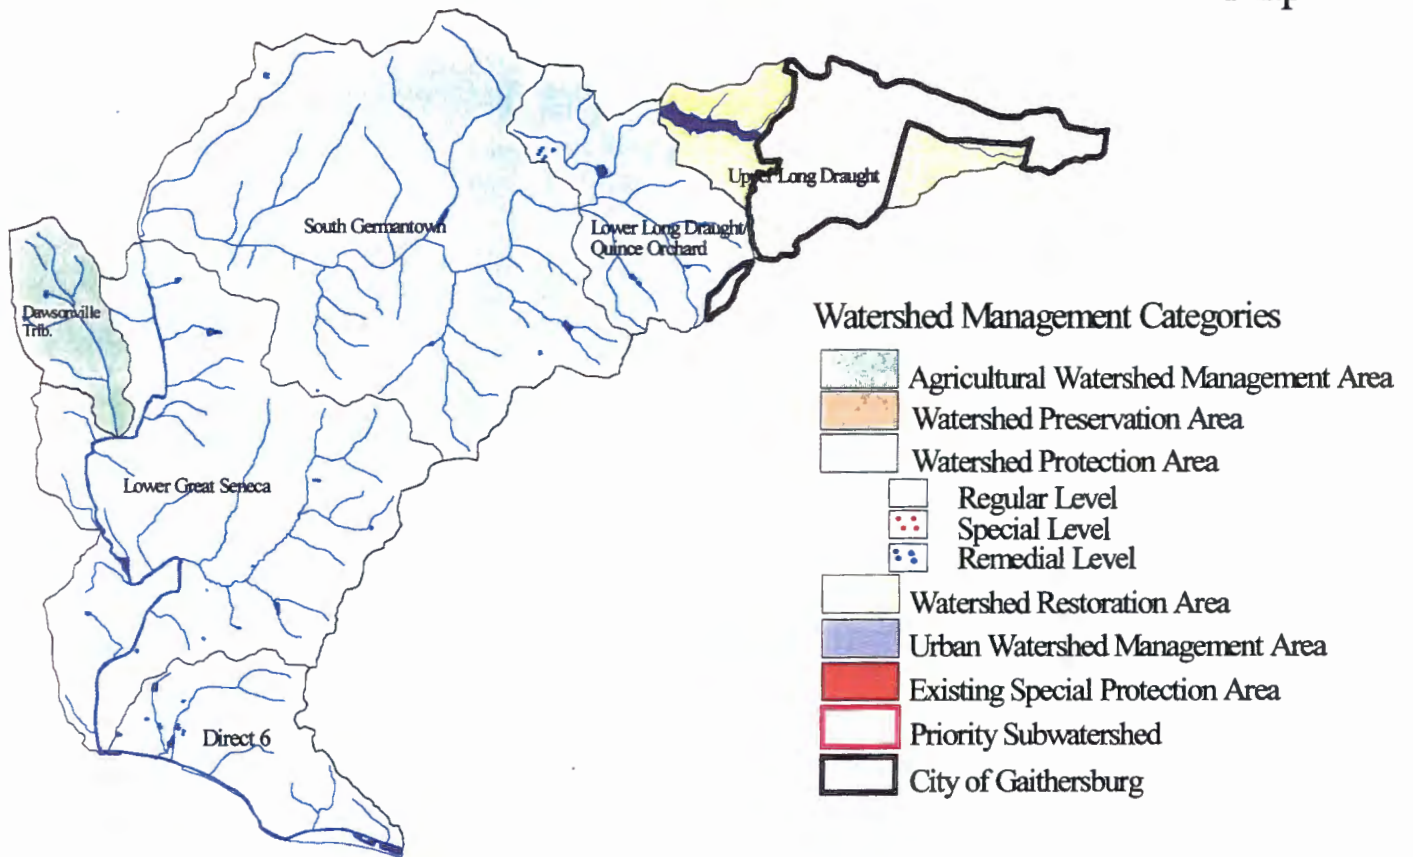 Upper Long Draught
South Germantown
Lower Long Draught/
Quince Orchard
Dawsonville
Trib.
Lower Great Seneca
Direct 6
Watershed Management Categories
Agricultural Watershed Management Area
Watershed Preservation Area
Watershed Protection Area
Regular Level
Special Level
Remedial Level
Watershed Restoration Area
Urban Watershed Management Area
Existing Special Protection Area
Priority Subwatershed
City of Gaithersburg